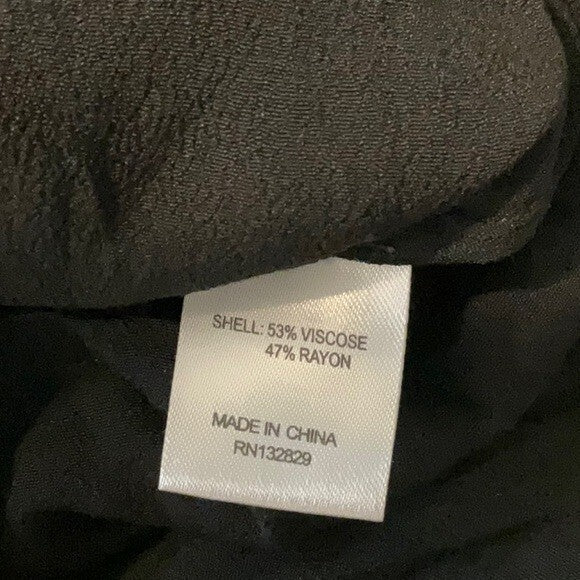 SHELL: 53% VISCOSE
47% RAYON
MADE IN CHINA
RN132829